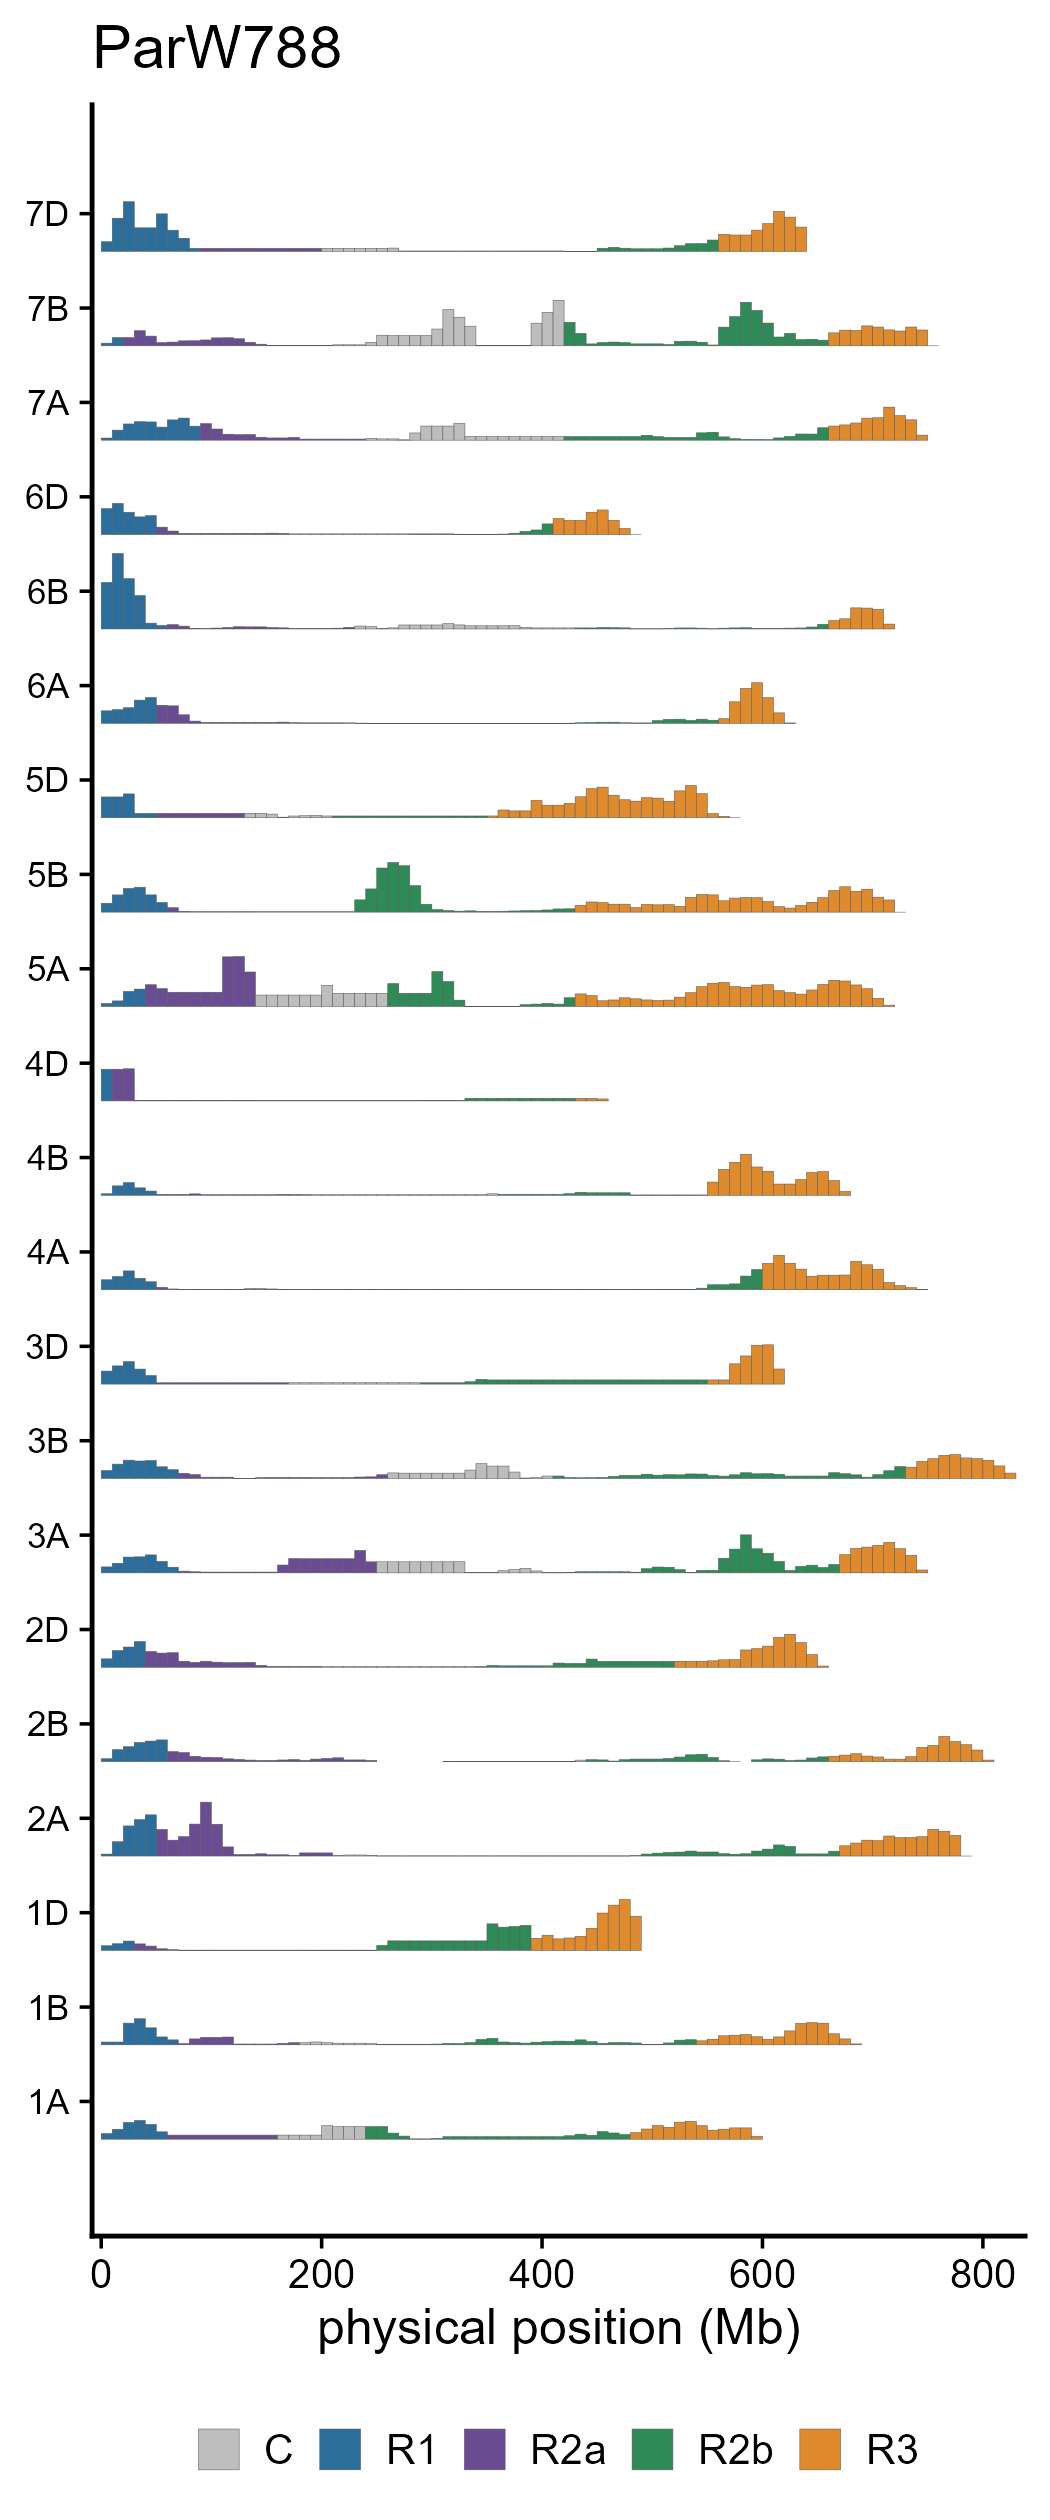 ParW788
7D
7B
7A
6D
6B
6A
5D
5B
5A
4D
4B
4A
3D
3B
3A
2D
2B
2A
1D
1B
1A
0 200 400 600 800
physical position (Mb)
C R1 R2a R2b R3